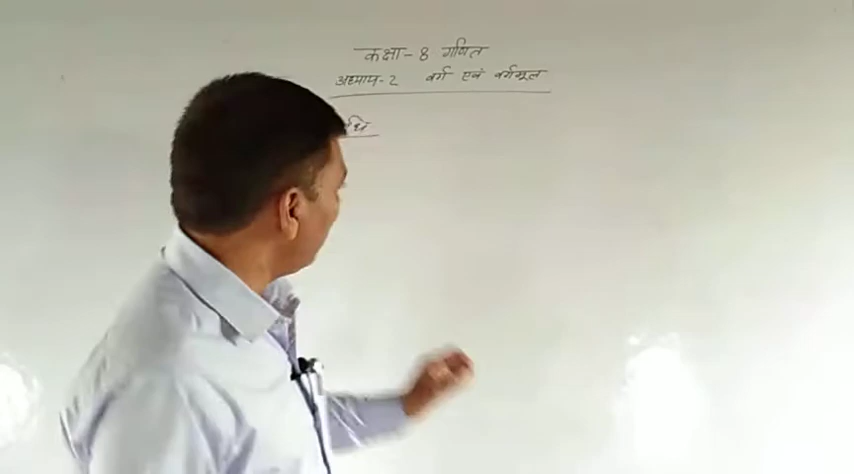 कक्षा - 8 गणित
अध्याय - 2 वर्ग एवं वर्गमूल